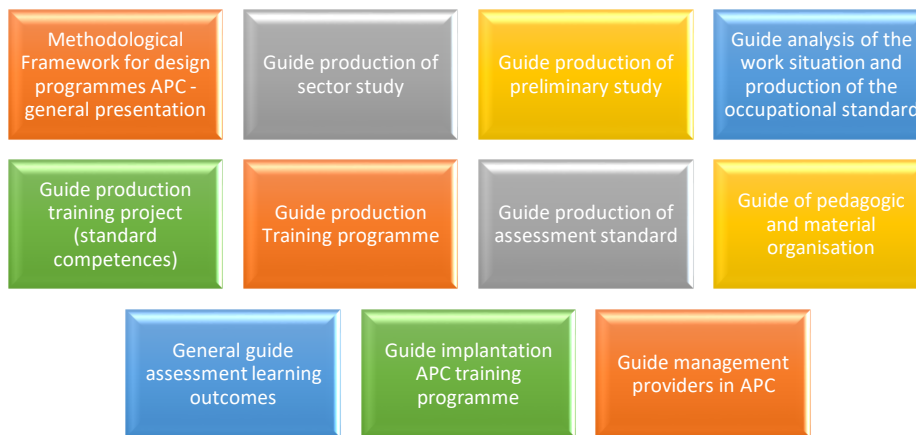 Methodological
Framework for design
programmes APC -
general presentation
Guide production of
sector study
Guide production
of preliminary study
Guide analysis of the
work situation and
production of the
occupational standard
Guide production
training project
(standard
competences)
Guide production
Training programme
Guide production of
assessment standard
Guide of pedagogic
and material
organisation
General guide
assessment learning
outcomes
Guide implantation
APC training
programme
Guide management
providers in APC